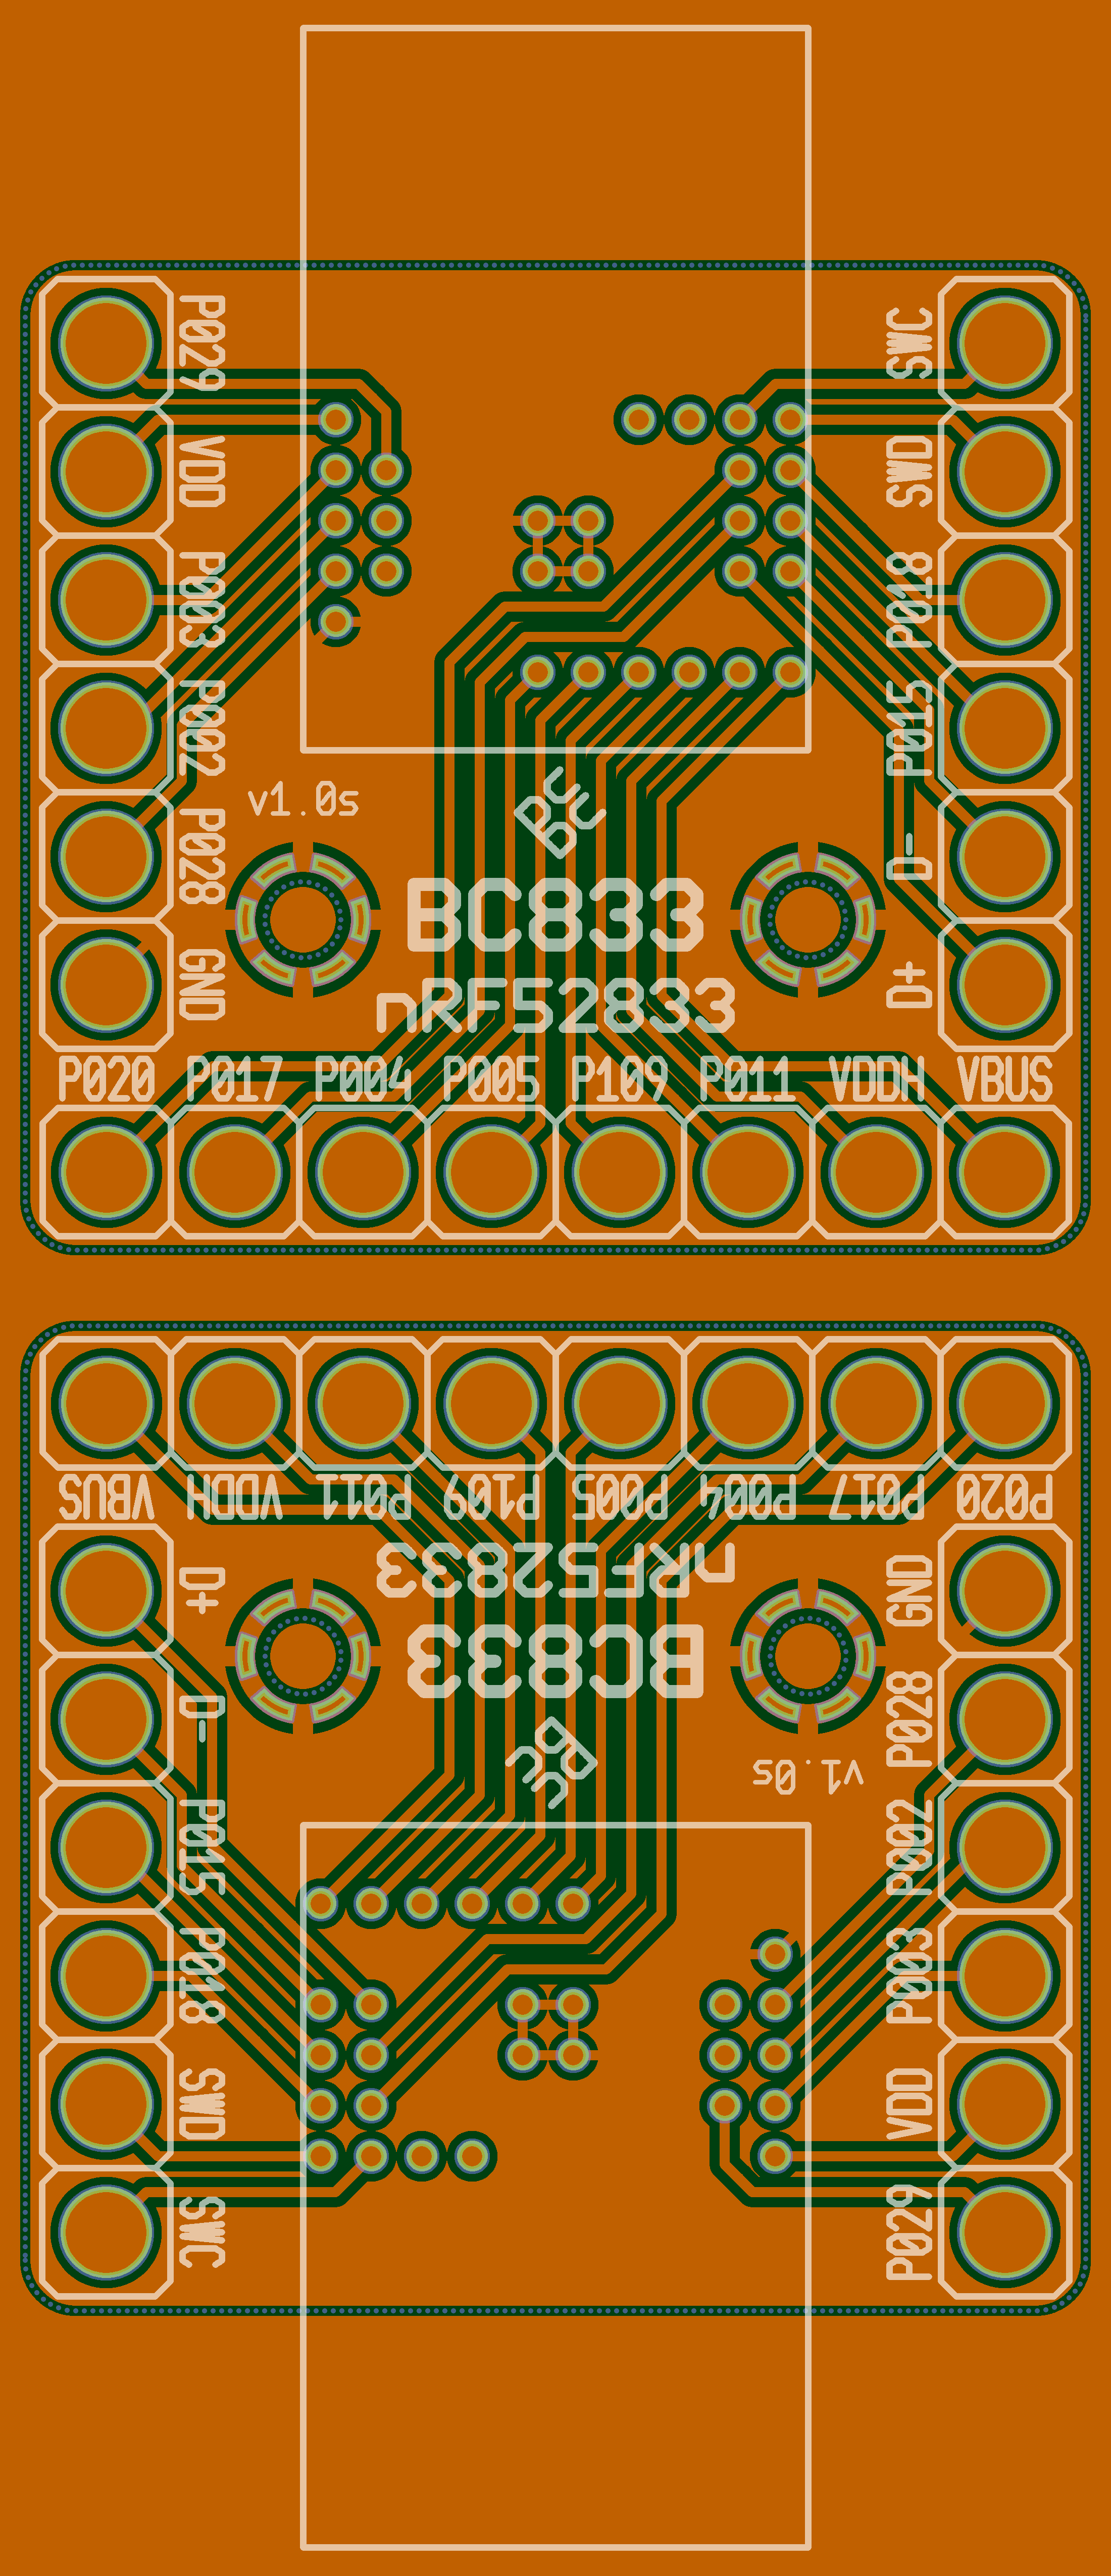 P029
SWC
VDD
SWD
P003
P018
P002
P015
v1.0s
BC
P028
D-
BC833
GND
D+
nRF52833
P020 P017 P004 P005 P109 P011 VDDH VBUS
VBUS VDDH P011 P109 P005 P004 P017 P020
D+
nRF52833
GND
BC833
D-
P028
BC
v1.0s
P015
P002
P018
P003
SWD
VDD
SWC
P029